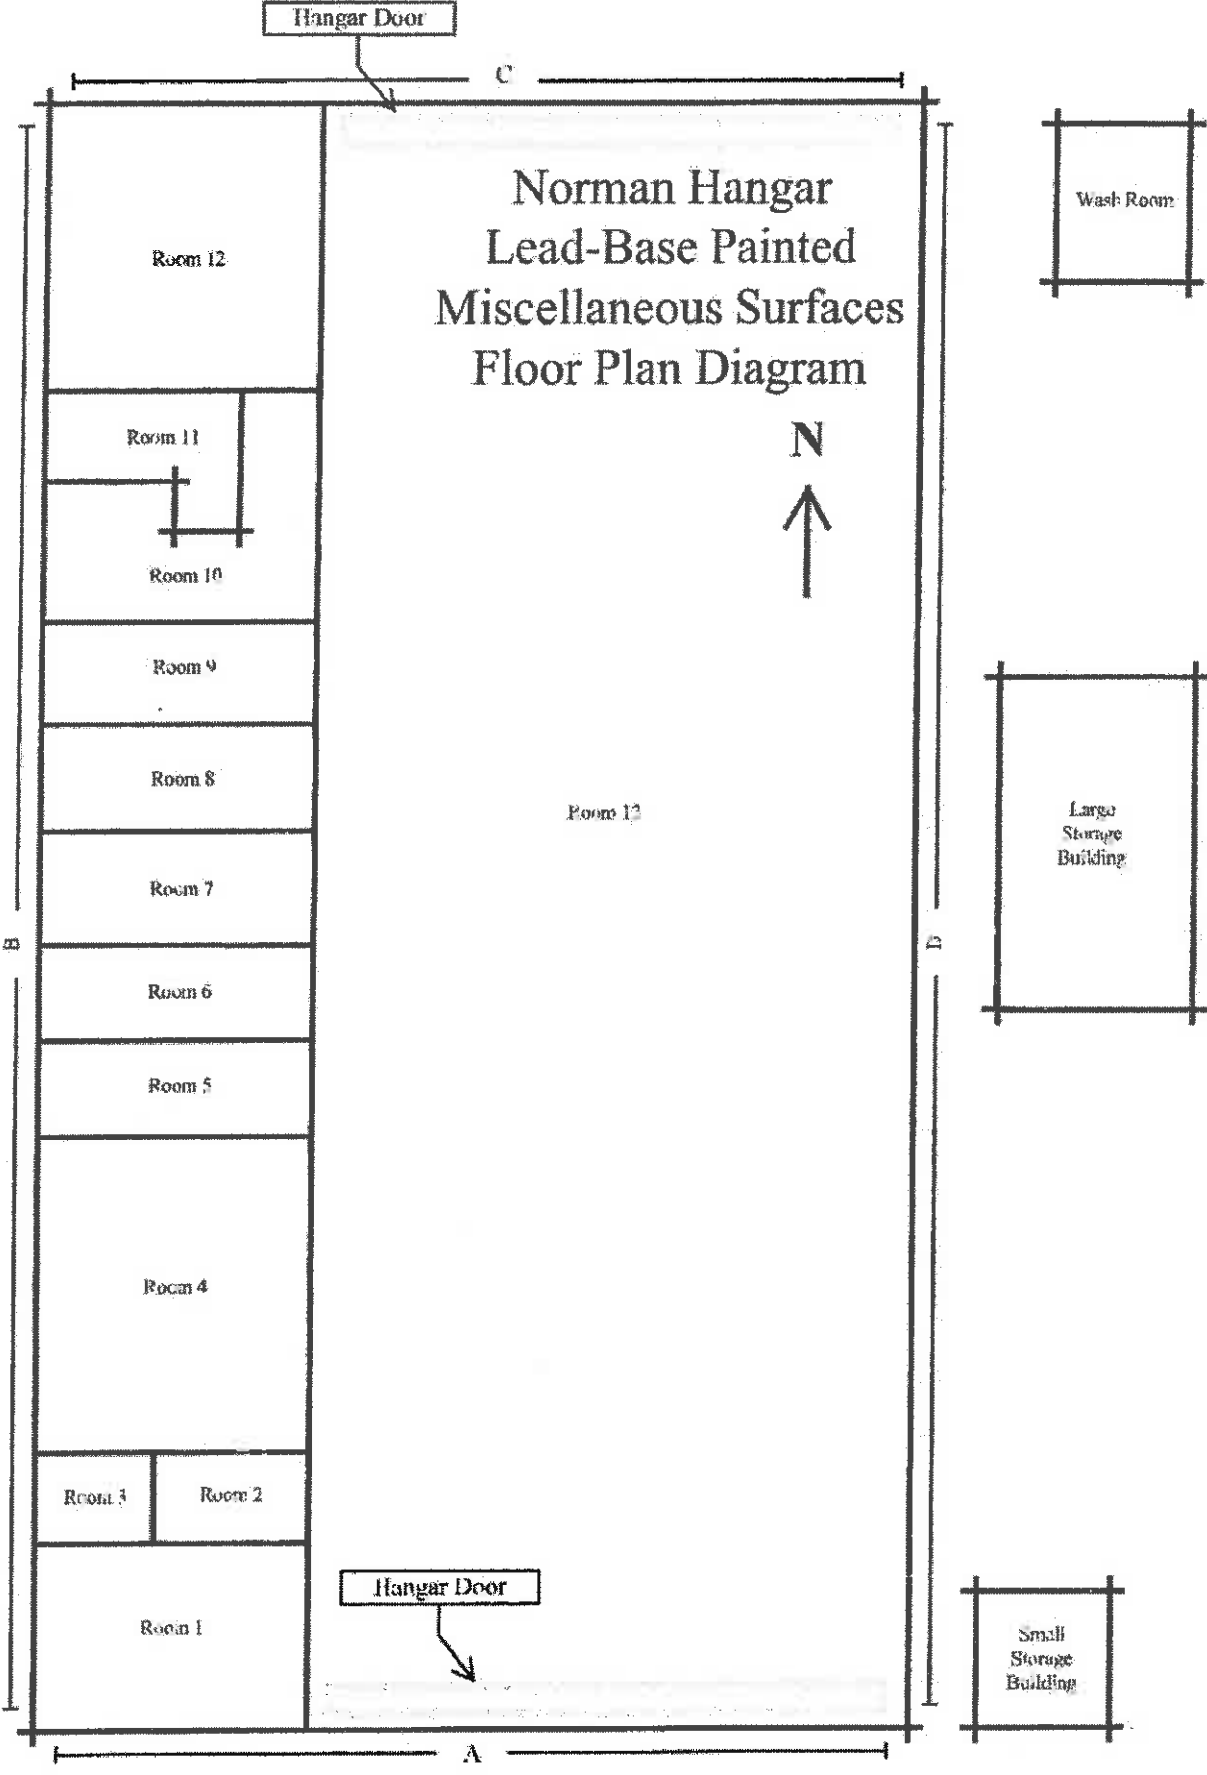 Hangar Door
C
Norman Hangar
Lead-Base Painted
Miscellaneous Surfaces
Floor Plan Diagram
N
Wash Room
Room 12
Room 11
Room 10
Room 9
Room 8
Room 12
Large
Storage
Building
Room 7
B
D
Room 6
Room 5
Room 4
Room 3
Room 2
Hangar Door
Room 1
Small
Storage
Building
A